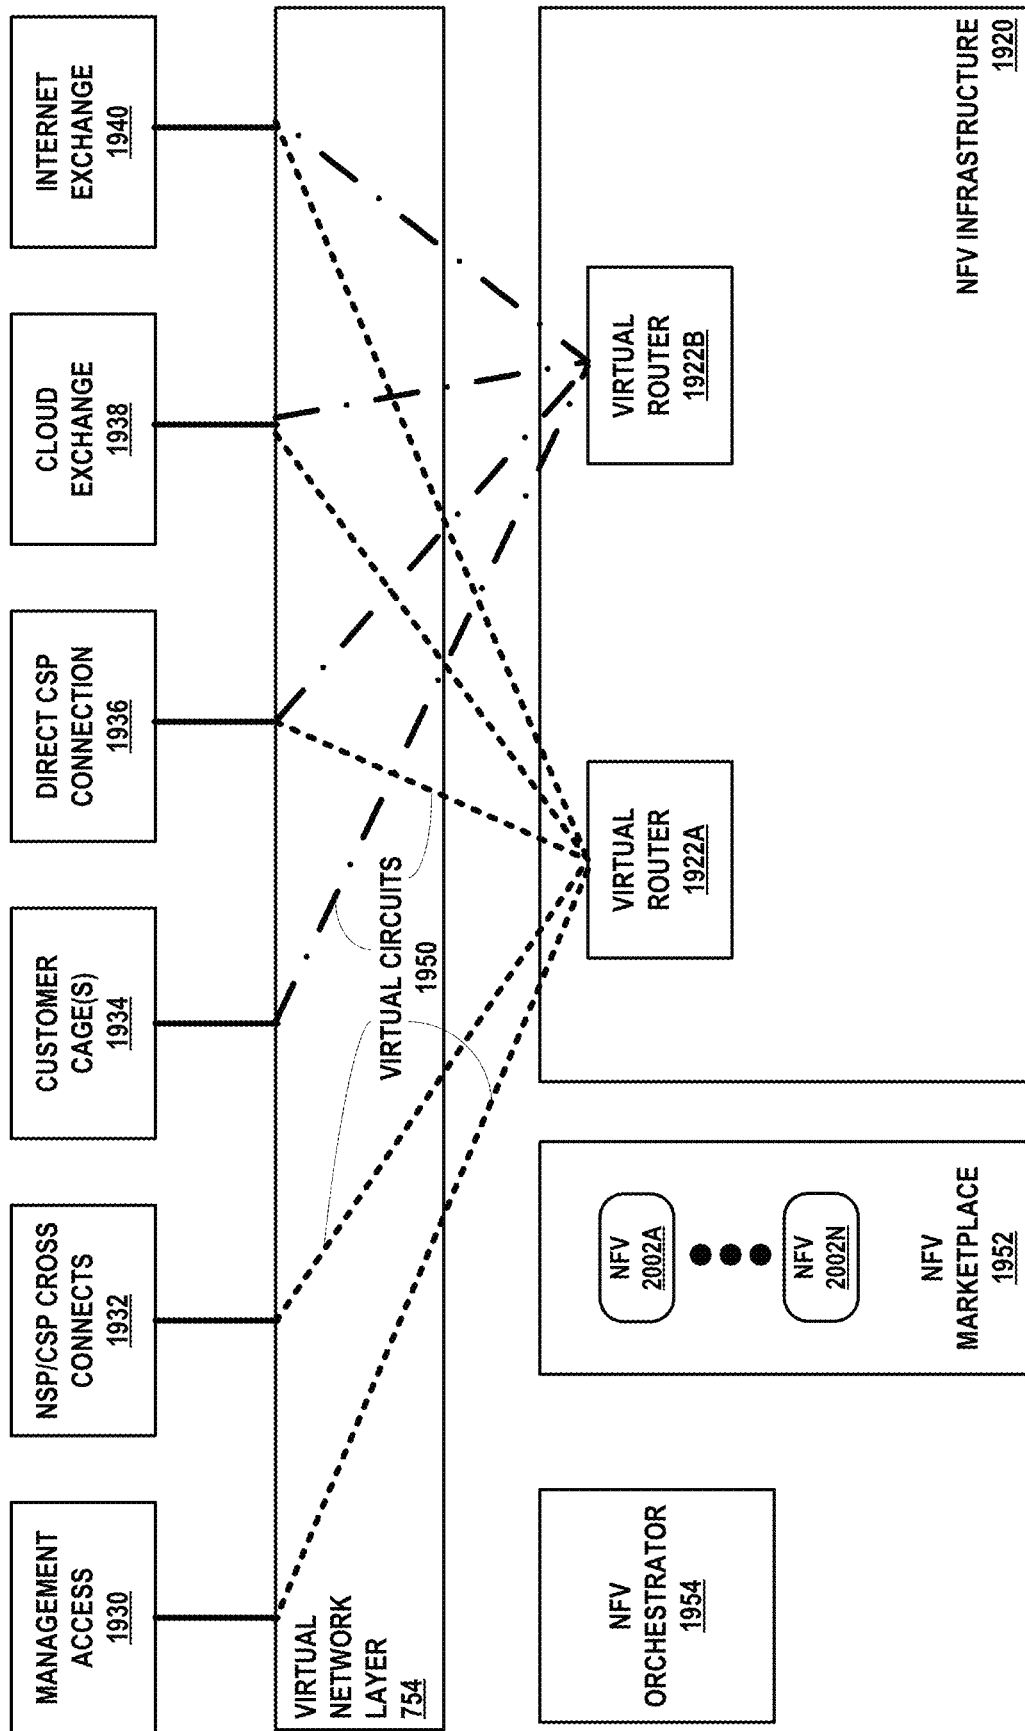 MANAGEMENT
ACCESS
1930
NSP/CSP CROSS
CONNECTS
1932
CUSTOMER
CAGE(S)
1934
DIRECT CSP
CONNECTION
1936
CLOUD
EXCHANGE
1938
INTERNET
EXCHANGE
1940
VIRTUAL
NETWORK
LAYER
754
VIRTUAL CIRCUITS
1950
NFV
ORCHESTRATOR
1954
NFV
2002A
NFV
2002N
NFV
MARKETPLACE
1952
VIRTUAL
ROUTER
1922A
VIRTUAL
ROUTER
1922B
NFV INFRASTRUCTURE
1920